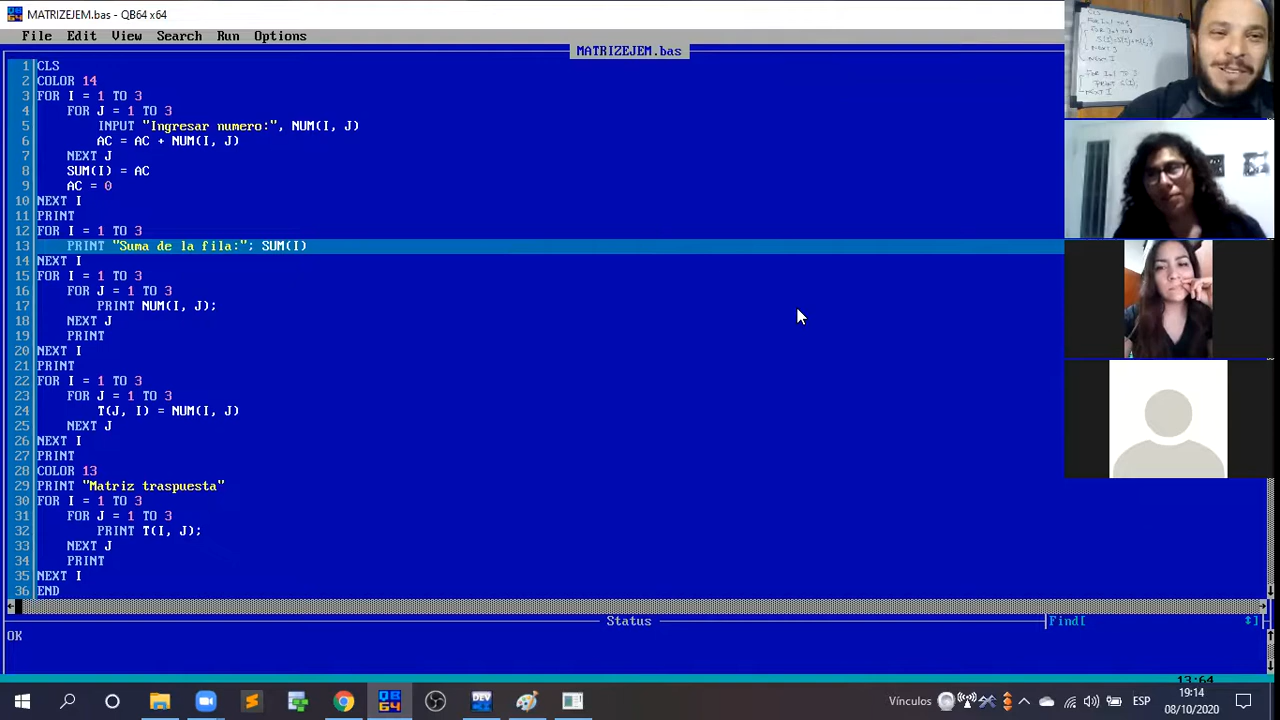 MATRIZEJEM.bas - QB64 x64
File Edit View Search Run Options
MATRIZEJEM.bas
1 CLS
2 COLOR 14
3 FOR I = 1 TO 3
4 FOR J = 1 TO 3
5 INPUT "Ingresar numero:", NUM(I, J)
6 AC = AC + NUM(I, J)
7 NEXT J
8 SUM(I) = AC
9 AC = 0
10 NEXT I
11 PRINT
12 FOR I = 1 TO 3
13 PRINT "Suma de la fila:"; SUM(I)
14 NEXT I
15 FOR I = 1 TO 3
16 FOR J = 1 TO 3
17 PRINT NUM(I, J);
18 NEXT J
19 PRINT
20 NEXT I
21 PRINT
22 FOR I = 1 TO 3
23 FOR J = 1 TO 3
24 T(J, I) = NUM(I, J)
25 NEXT J
26 NEXT I
27 PRINT
28 COLOR 13
29 PRINT "Matriz traspuesta"
30 FOR I = 1 TO 3
31 FOR J = 1 TO 3
32 PRINT T(I, J);
33 NEXT J
34 PRINT
35 NEXT I
36 END
Status
Find[
OK
13:64
Vínculos
ESP
19:14
08/10/2020